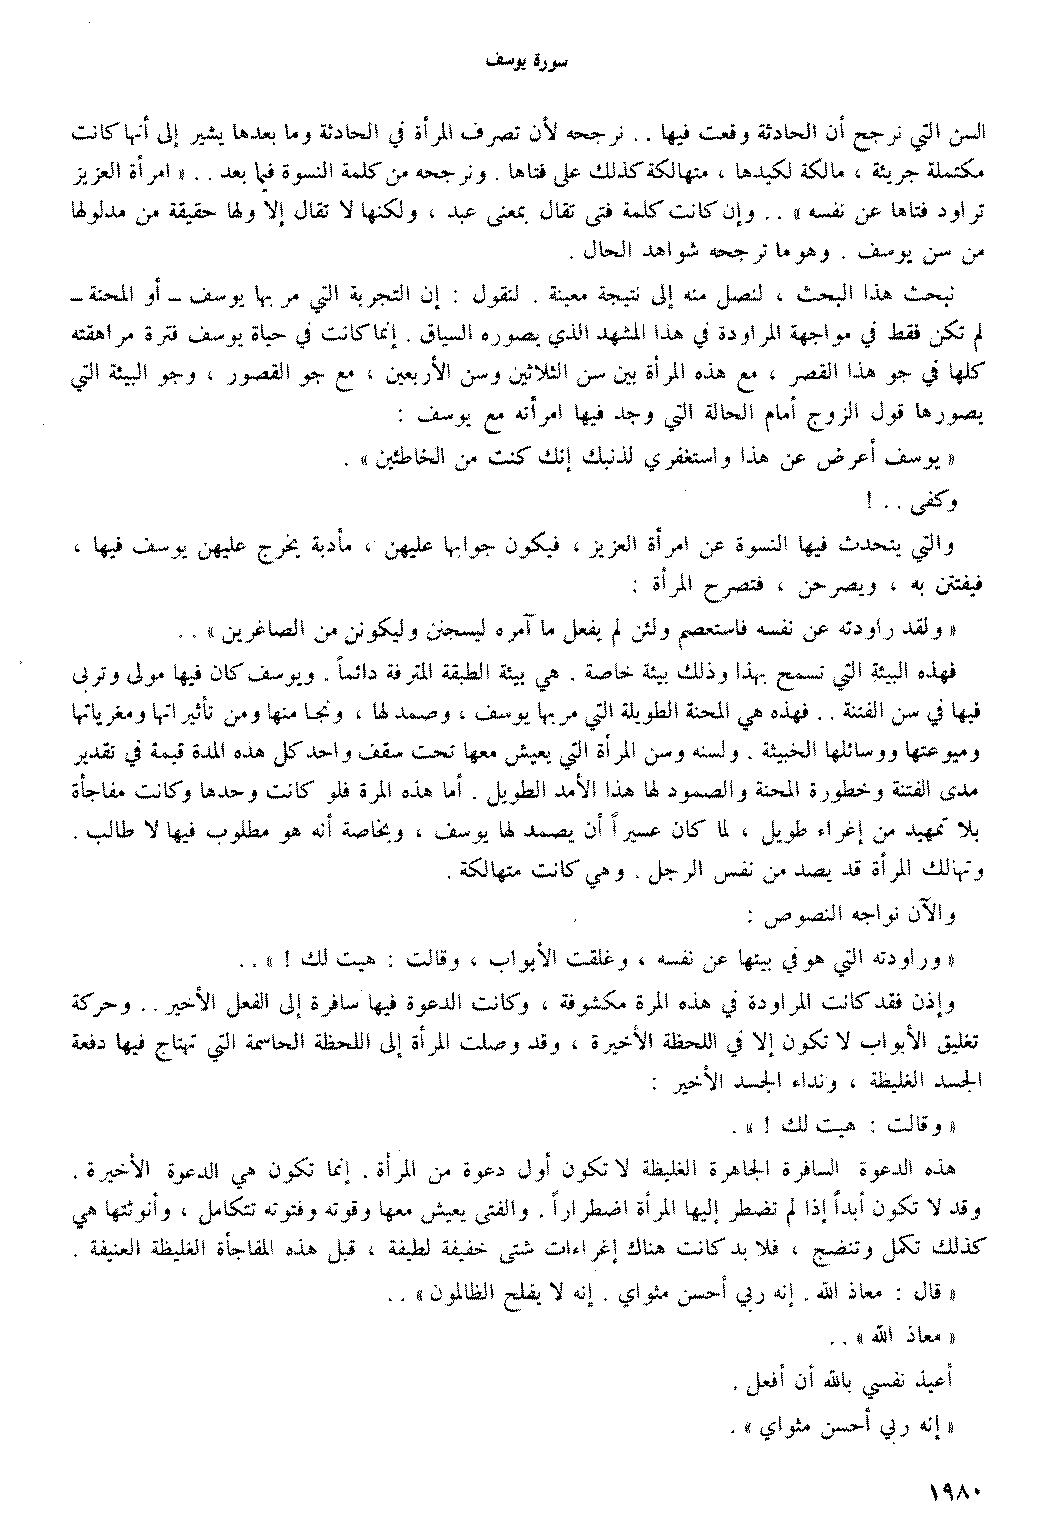 سورة يوسف
السن التي نرجح أن الحادثة وقعت فيها .. نرجحه لأن تصرف المرأة في الحادثة وما بعدها يشير إلى أنها كانت
مكتملة جريئة ، مالكة لكيدها ، متهالكة كذلك على فتاها . ونرجحه من كلمة النسوة فيما بعد .. « امرأة العزيز
تراود فتاها عن نفسه » .. وإن كانت كلمة فتى تقال بمعنى عبد ، ولكنها لا تقال إلا ولها حقيقة من مدلولها
من سن يوسف . وهو ما ترجحه شواهد الحال .
نبحث هذا البحث ، لنصل منه إلى نتيجة معينة . لنقول : إن التجربة التي مر بها يوسف – أو المحنة –
لم تكن فقط في مواجهة المراودة في هذا المشهد الذي يصوره السياق . إنما كانت في حياة يوسف فترة مراهقته
كلها في جو هذا القصر ، مع هذه المرأة بين سن الثلاثين وسن الأربعين ، مع جو القصور ، وجو البيئة التي
يصورها قول الزوج أمام الحالة التي وجد فيها امرأته مع يوسف :
« يوسف أعرض عن هذا واستغفري لذنبك إنك كنت من الخاطئين » .
وكفى .. !
والتي يتحدث فيها النسوة عن امرأة العزيز ، فيكون جوابها عليهن ، مأدبة يخرج عليهن يوسف فيها ،
فيفتتن به ، ويصرحن ، فتصرح المرأة :
« ولقد راودته عن نفسه فاستعصم ولئن لم يفعل ما آمره ليسجنن وليكونن من الصاغرين » ..
فهذه البيئة التي تسمح بهذا وذلك بيئة خاصة . هي بيئة الطبقة المترفة دائماً . ويوسف كان فيها مولى وتربى
فيها في سن الفتنة .. فهذه هي المحنة الطويلة التي مر بها يوسف ، وصمد لها ، ونجا منها ومن تأثيراتها ومغرياتها
وميوعتها ووسائلها الخبيثة . ولسنه وسن المرأة التي يعيش معها تحت سقف واحد كل هذه المدة قيمة في تقدير
مدى الفتنة وخطورة المحنة والصمود لها هذا الأمد الطويل . أما هذه المرة فلو كانت وحدها وكانت مفاجأة
بلا تمهيد من إغراء طويل ، لما كان عسيراً أن يصمد لها يوسف ، وبخاصة أنه هو مطلوب فيها لا طالب .
وتهالك المرأة قد يصد من نفس الرجل . وهي كانت متهالكة .
والآن نواجه النصوص :
« وراودته التي هو في بيتها عن نفسه ، وغلقت الأبواب ، وقالت : هيت لك ! » ..
وإذن فقد كانت المراودة في هذه المرة مكشوفة ، وكانت الدعوة فيها سافرة إلى الفعل الأخير .. وحركة
تغليق الأبواب لا تكون إلا في اللحظة الأخيرة ، وقد وصلت المرأة إلى اللحظة الحاسمة التي تهتاج فيها دفعة
الجسد الغليظة ، ونداء الجسد الأخير :
« وقالت : هيت لك ! » .
هذه الدعوة السافرة الجاهرة الغليظة لا تكون أول دعوة من المرأة . إنما تكون هي الدعوة الأخيرة .
وقد لا تكون أبداً إذا لم تضطر إليها المرأة اضطراراً . والفتى يعيش معها وقوته وفتوته تتكامل ، وأنوثتها هي
كذلك تكمل وتنضج ، فلا بد كانت هناك إغراءات شتى خفيفة لطيفة ، قبل هذه المفاجأة الغليظة العنيفة .
« قال : معاذ الله . إنه ربي أحسن مثواي . إنه لا يفلح الظالمون » ..
« معاذ الله » ..
أعيذ نفسي بالله أن أفعل .
« إنه ربي أحسن مثواي » .
١٩٨٠